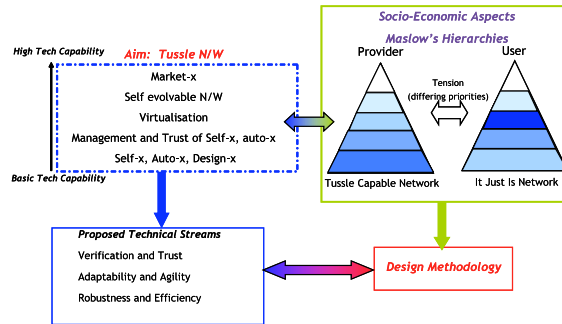 High Tech Capability
Aim: Tussle N/W
Market-x
Self evolvable N/W
Virtualisation
Management and Trust of Self-x, auto-x
Self-x, Auto-x, Design-x
Basic Tech Capability
Socio-Economic Aspects
Maslow's Hierarchies
Provider
User
Tension
(differing priorities)
Tussle Capable Network
It Just Is Network
Proposed Technical Streams
Verification and Trust
Adaptability and Agility
Robustness and Efficiency
Design Methodology